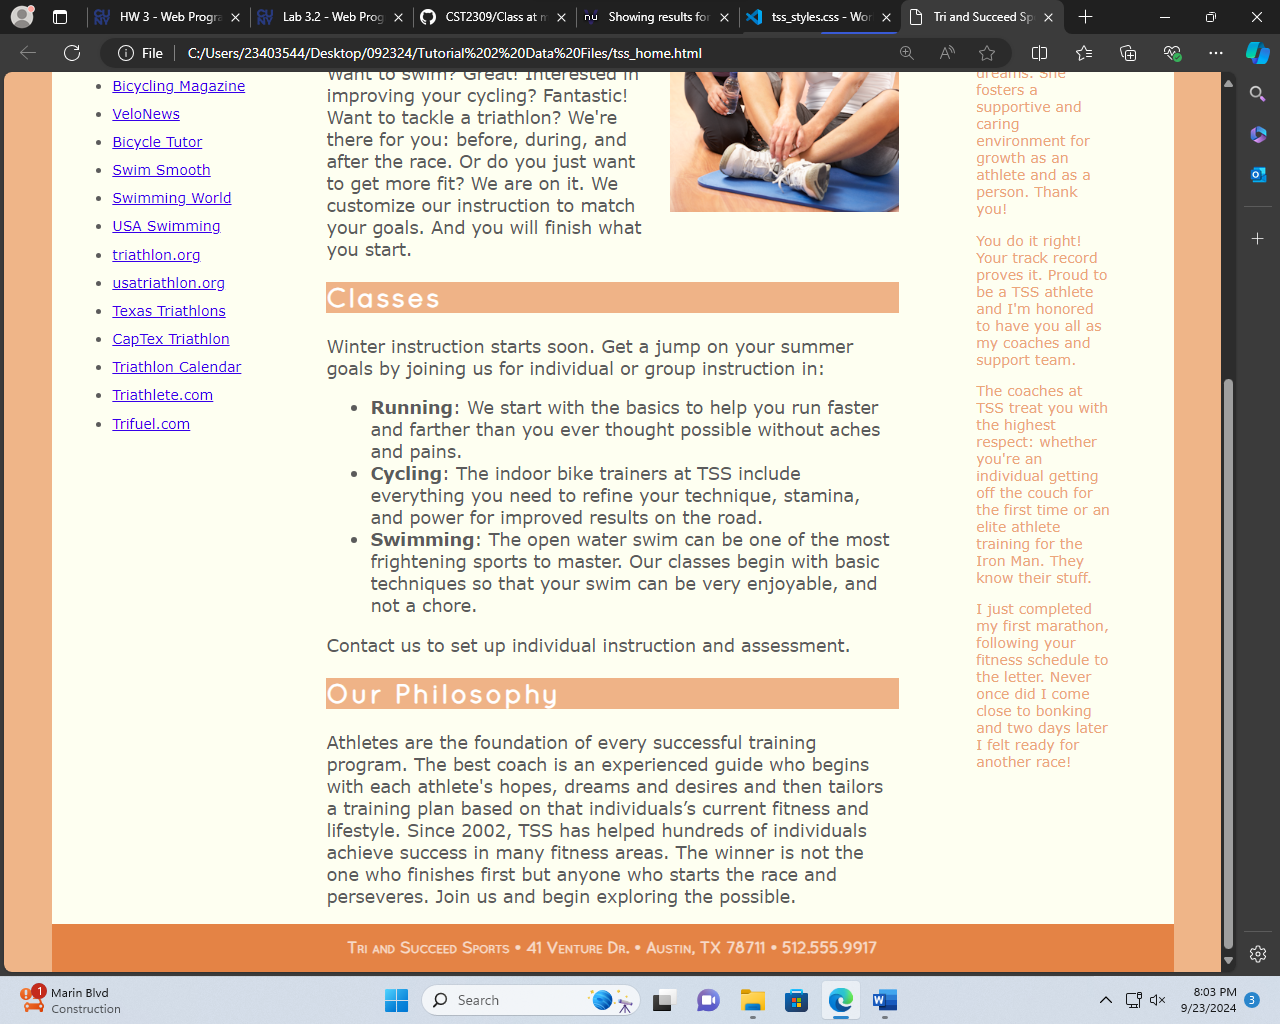 HW 3 - Web Progra
Lab 3.2 - Web Prog
CST2309/Class at m
Showing results for
tss_styles.css - Wor
Tri and Succeed Sp
File
C:/Users/23403544/Desktop/092324/Tutorial%202%20Data%20Files/tss_home.html
Bicycling Magazine
VeloNews
Bicycle Tutor
Swim Smooth
Swimming World
USA Swimming
triathlon.org
usatriathlon.org
Texas Triathlons
CapTex Triathlon
Triathlon Calendar
Triathlete.com
Trifuel.com
Want to swim? Great! Interested in
improving your cycling? Fantastic!
Want to tackle a triathlon? We're
there for you: before, during, and
after the race. Or do you just want
to get more fit? We are on it. We
customize our instruction to match
your goals. And you will finish what
you start.
Classes
Winter instruction starts soon. Get a jump on your summer
goals by joining us for individual or group instruction in:
Running: We start with the basics to help you run faster
and farther than you ever thought possible without aches
and pains.
Cycling: The indoor bike trainers at TSS include
everything you need to refine your technique, stamina,
and power for improved results on the road.
Swimming: The open water swim can be one of the most
frightening sports to master. Our classes begin with basic
techniques so that your swim can be very enjoyable, and
not a chore.
Contact us to set up individual instruction and assessment.
Our Philosophy
Athletes are the foundation of every successful training
program. The best coach is an experienced guide who begins
with each athlete's hopes, dreams and desires and then tailors
a training plan based on that individuals’s current fitness and
lifestyle. Since 2002, TSS has helped hundreds of individuals
achieve success in many fitness areas. The winner is not the
one who finishes first but anyone who starts the race and
perseveres. Join us and begin exploring the possible.
dreams. She
fosters a
supportive and
caring
environment for
growth as an
athlete and as a
person. Thank
you!
You do it right!
Your track record
proves it. Proud to
be a TSS athlete
and I'm honored
to have you all as
my coaches and
support team.
The coaches at
TSS treat you with
the highest
respect: whether
you're an
individual getting
off the couch for
the first time or an
elite athlete
training for the
Iron Man. They
know their stuff.
I just completed
my first marathon,
following your
fitness schedule to
the letter. Never
once did I come
close to bonking
and two days later
I felt ready for
another race!
Tri and Succeed Sports • 41 Venture Dr. • Austin, TX 78711 • 512.555.9917
1
Marin Blvd
Construction
Search
8:03 PM
9/23/2024
3